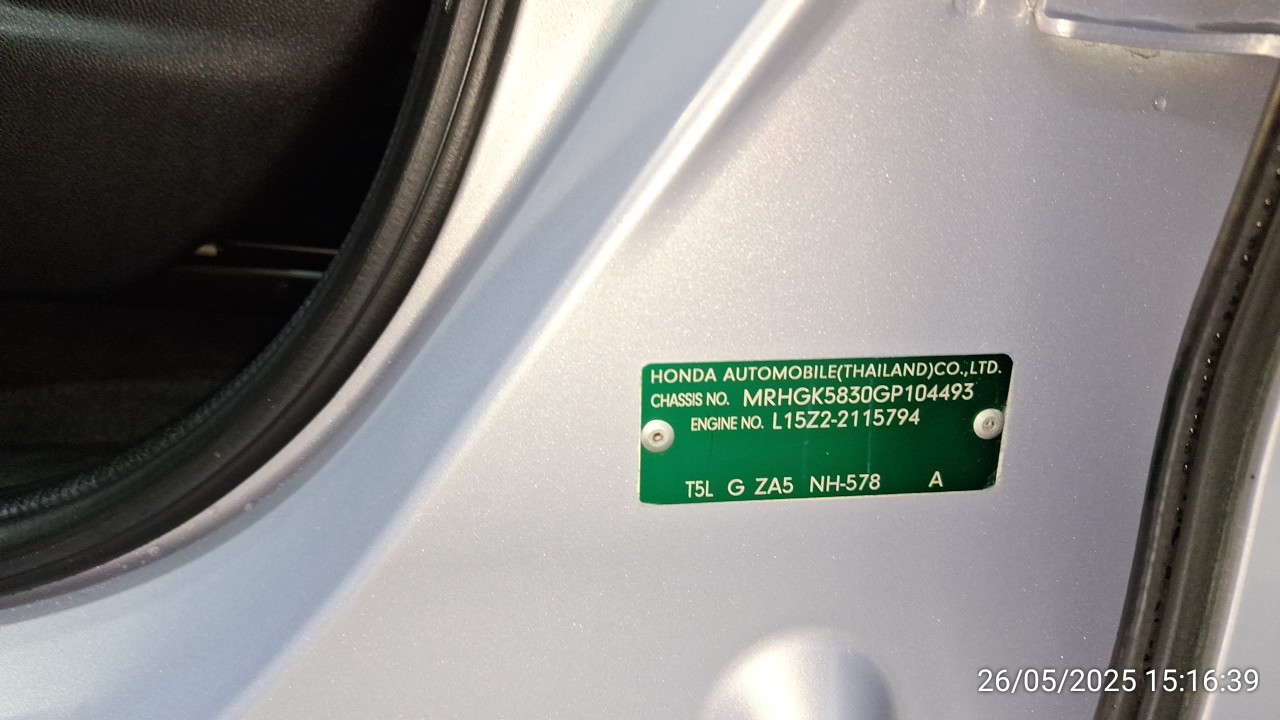 HONDA AUTOMOBILE(THAILAND)CO.,LTD.
CHASSIS NO. MRHGK5830GP104493
ENGINE NO. L15Z2-2115794
T5L G ZA5 NH-578 A
26/05/2025 15:16:39